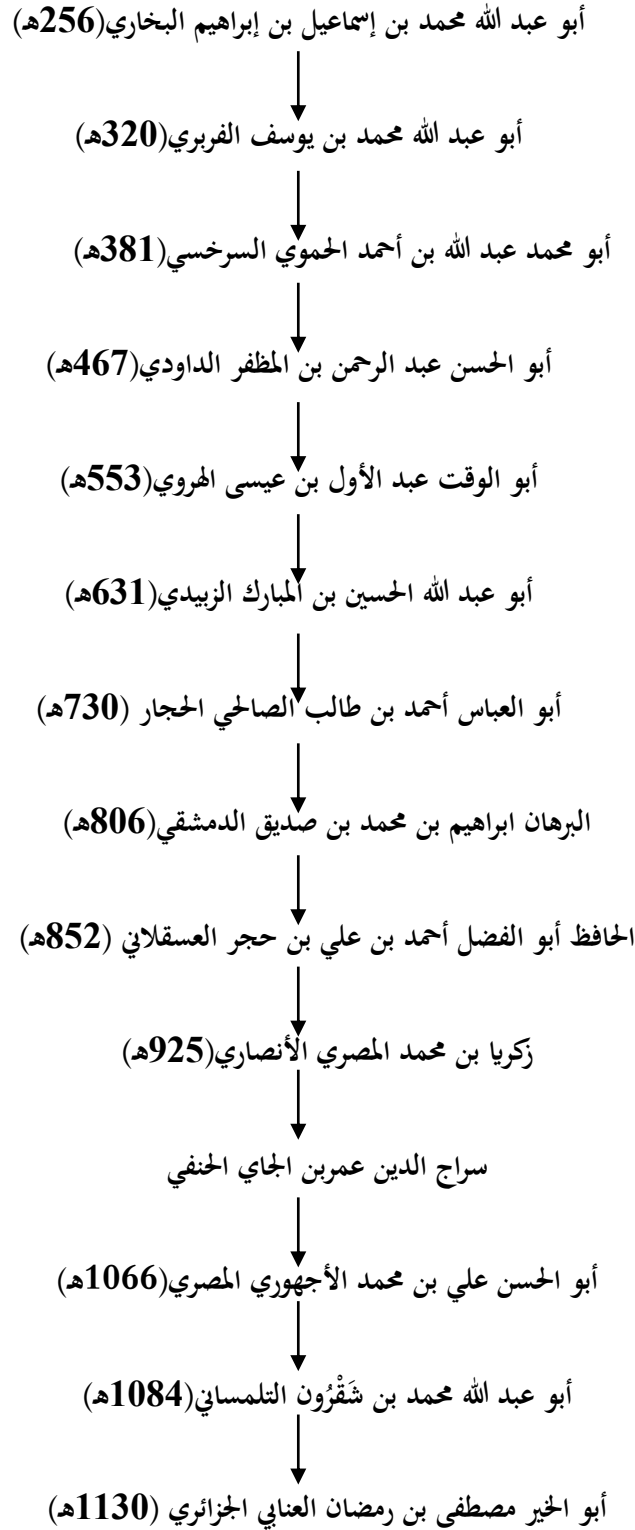 أبو عبد الله محمد بن إسماعيل بن إبراهيم البخاري(256هـ)
أبو عبد الله محمد بن يوسف الفربري(320هـ)
أبو محمد عبد الله بن أحمد الحموي السرخسي(381هـ)
أبو الحسن عبد الرحمن بن المظفر الداودي(467هـ)
أبو الوقت عبد الأول بن عيسى الهروي(553هـ)
أبو عبد الله الحسين بن المبارك الزبيدي(631هـ)
أبو العباس أحمد بن طالب الصالحي الحجار (730هـ)
البرهان ابراهيم بن محمد بن صديق الدمشقي(806هـ)
الحافظ أبو الفضل أحمد بن علي بن حجر العسقلاني (852هـ)
زكريا بن محمد المصري الأنصاري(925هـ)
سراج الدين عمربن الجاي الحنفي
أبو الحسن علي بن محمد الأجهوري المصري(1066هـ)
أبو عبد الله محمد بن شَقْرُون التلمساني(1084هـ)
أبو الخير مصطفى بن رمضان العنابي الجزائري (1130هـ)